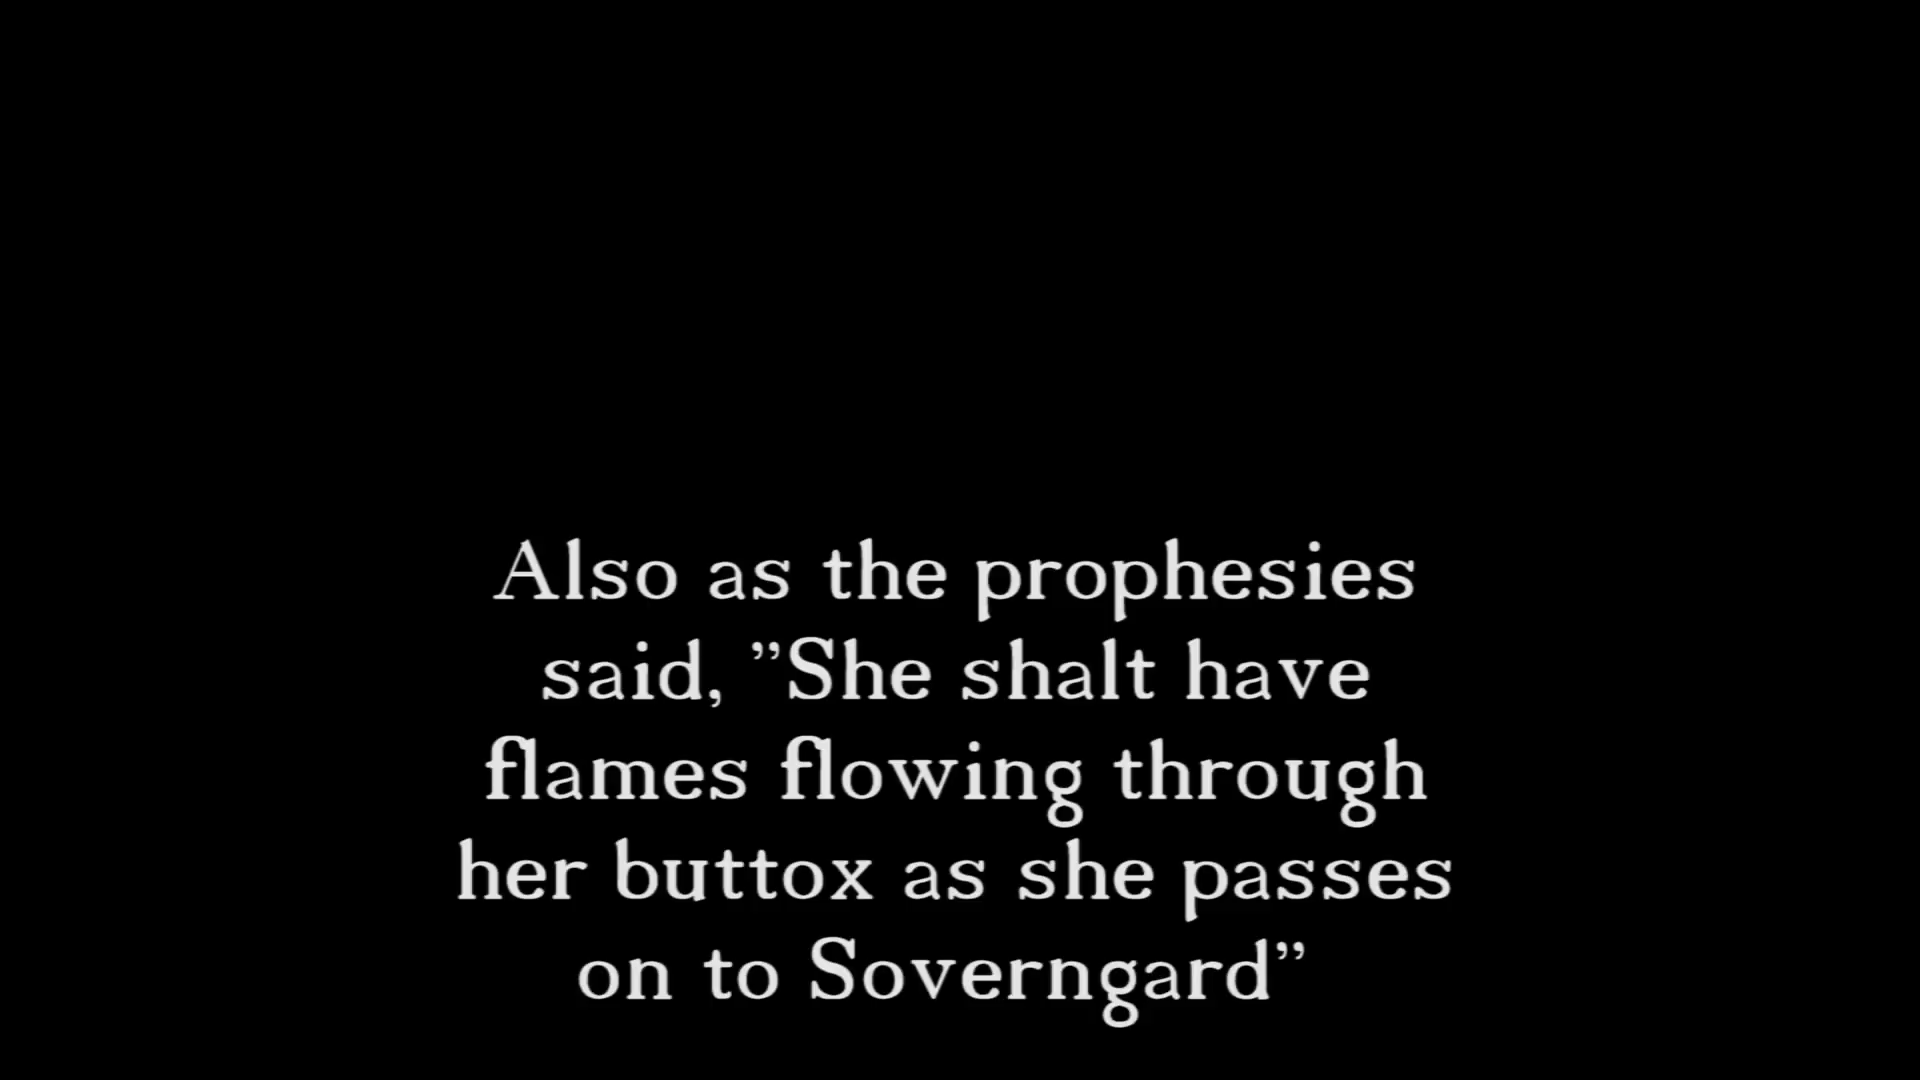 Also as the prophesies
said, ”She shalt have
flames flowing through
her buttox as she passes
on to Soverngard”